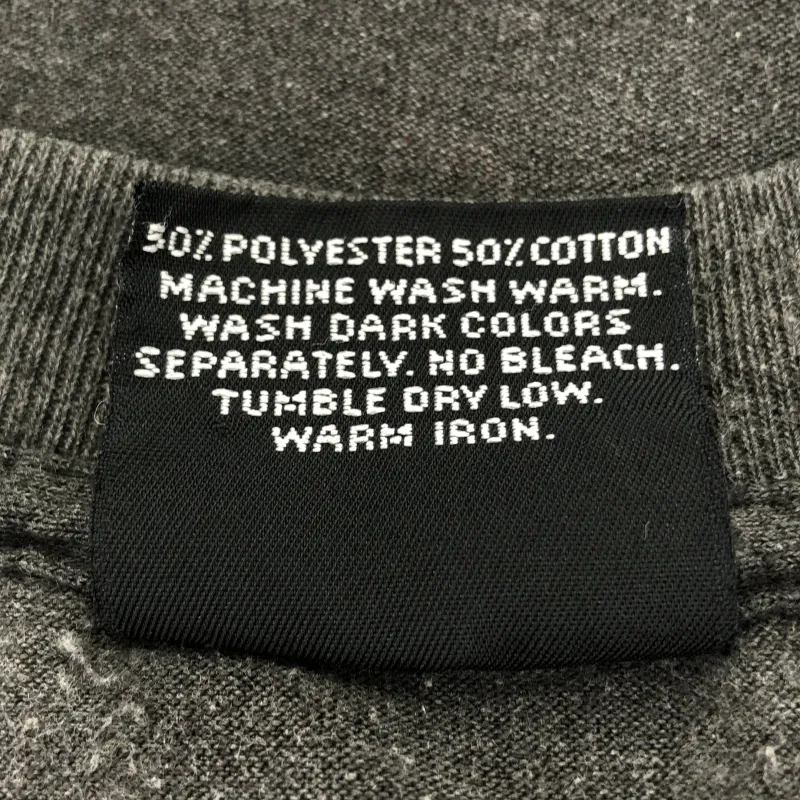 50% POLYESTER 50% COTTON
MACHINE WASH WARM.
WASH DARK COLORS
SEPARATELY. NO BLEACH.
TUMBLE DRY LOW.
WARM IRON.